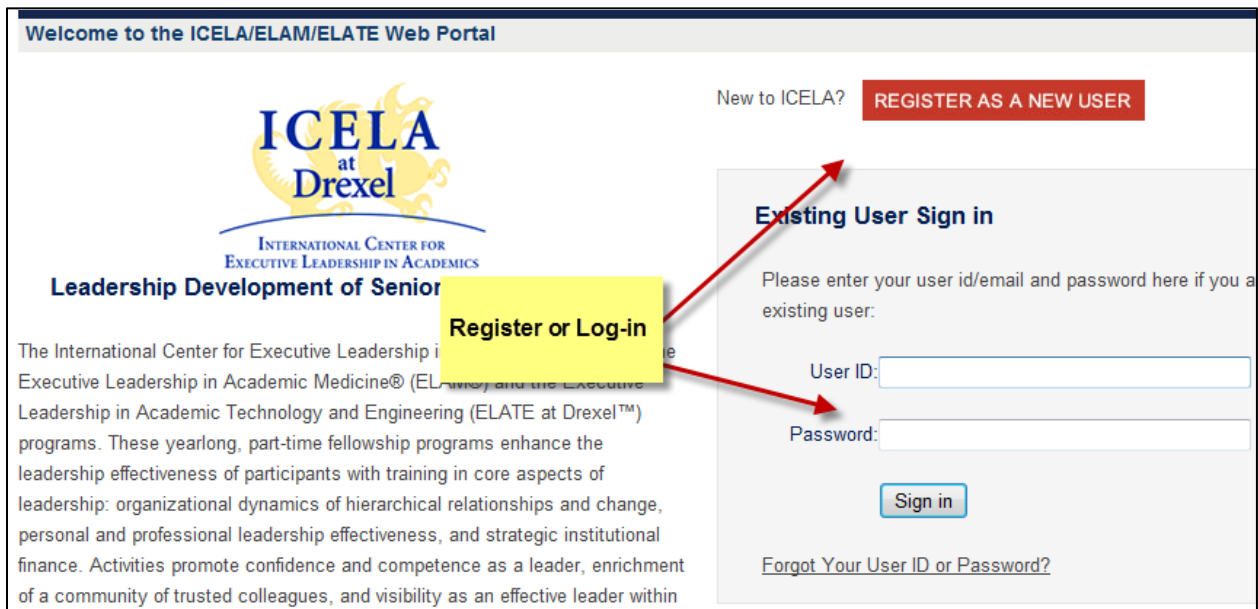 Welcome to the ICELA/ELAM/ELATE Web Portal
ICELA
at
Drexel
INTERNATIONAL CENTER FOR
EXECUTIVE LEADERSHIP IN ACADEMICS
Leadership Development of Senior
The International Center for Executive Leadership
Executive Leadership in Academic Medicine® (ELAM®) and the Executive
Leadership in Academic Technology and Engineering (ELATE at Drexel™)
programs. These yearlong, part-time fellowship programs enhance the
leadership effectiveness of participants with training in core aspects of
leadership: organizational dynamics of hierarchical relationships and change,
personal and professional leadership effectiveness, and strategic institutional
finance. Activities promote confidence and competence as a leader, enrichment
of a community of trusted colleagues, and visibility as an effective leader within
Register or Log-in
New to ICELA? REGISTER AS A NEW USER
Existing User Sign in
Please enter your user id/email and password here if you a
existing user:
User ID:
Password:
Sign in
Forgot Your User ID or Password?